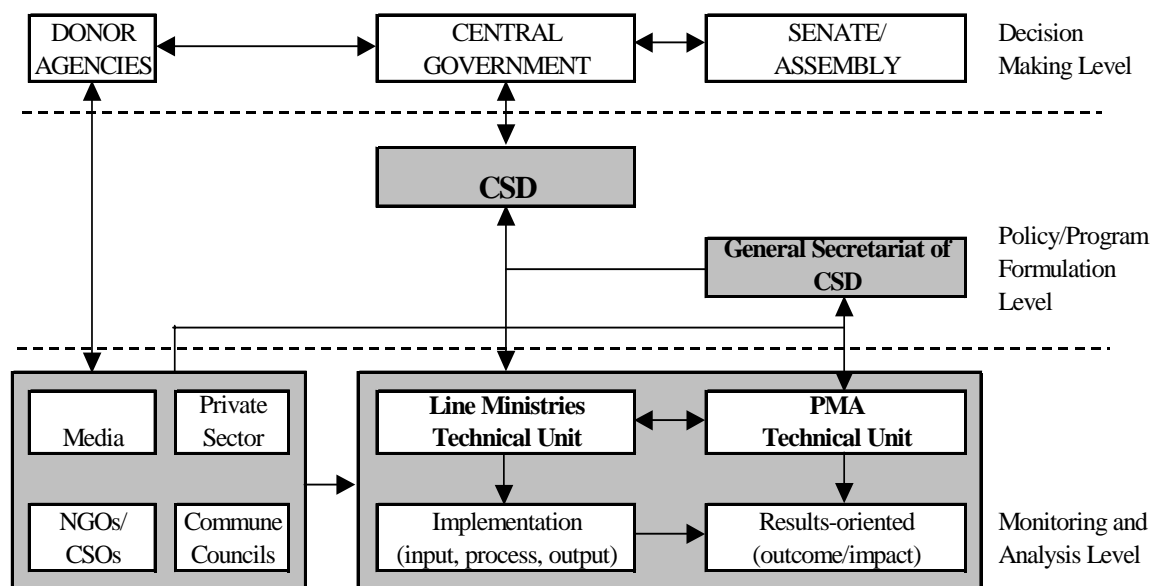 DONOR
AGENCIES
CENTRAL
GOVERNMENT
SENATE/
ASSEMBLY
Decision
Making Level
CSD
General Secretariat of
CSD
Policy/Program
Formulation
Level
Media
Private
Sector
Line Ministries
Technical Unit
PMA
Technical Unit
NGOs/
CSOs
Commune
Councils
Implementation
(input, process, output)
Results-oriented
(outcome/impact)
Monitoring and
Analysis Level